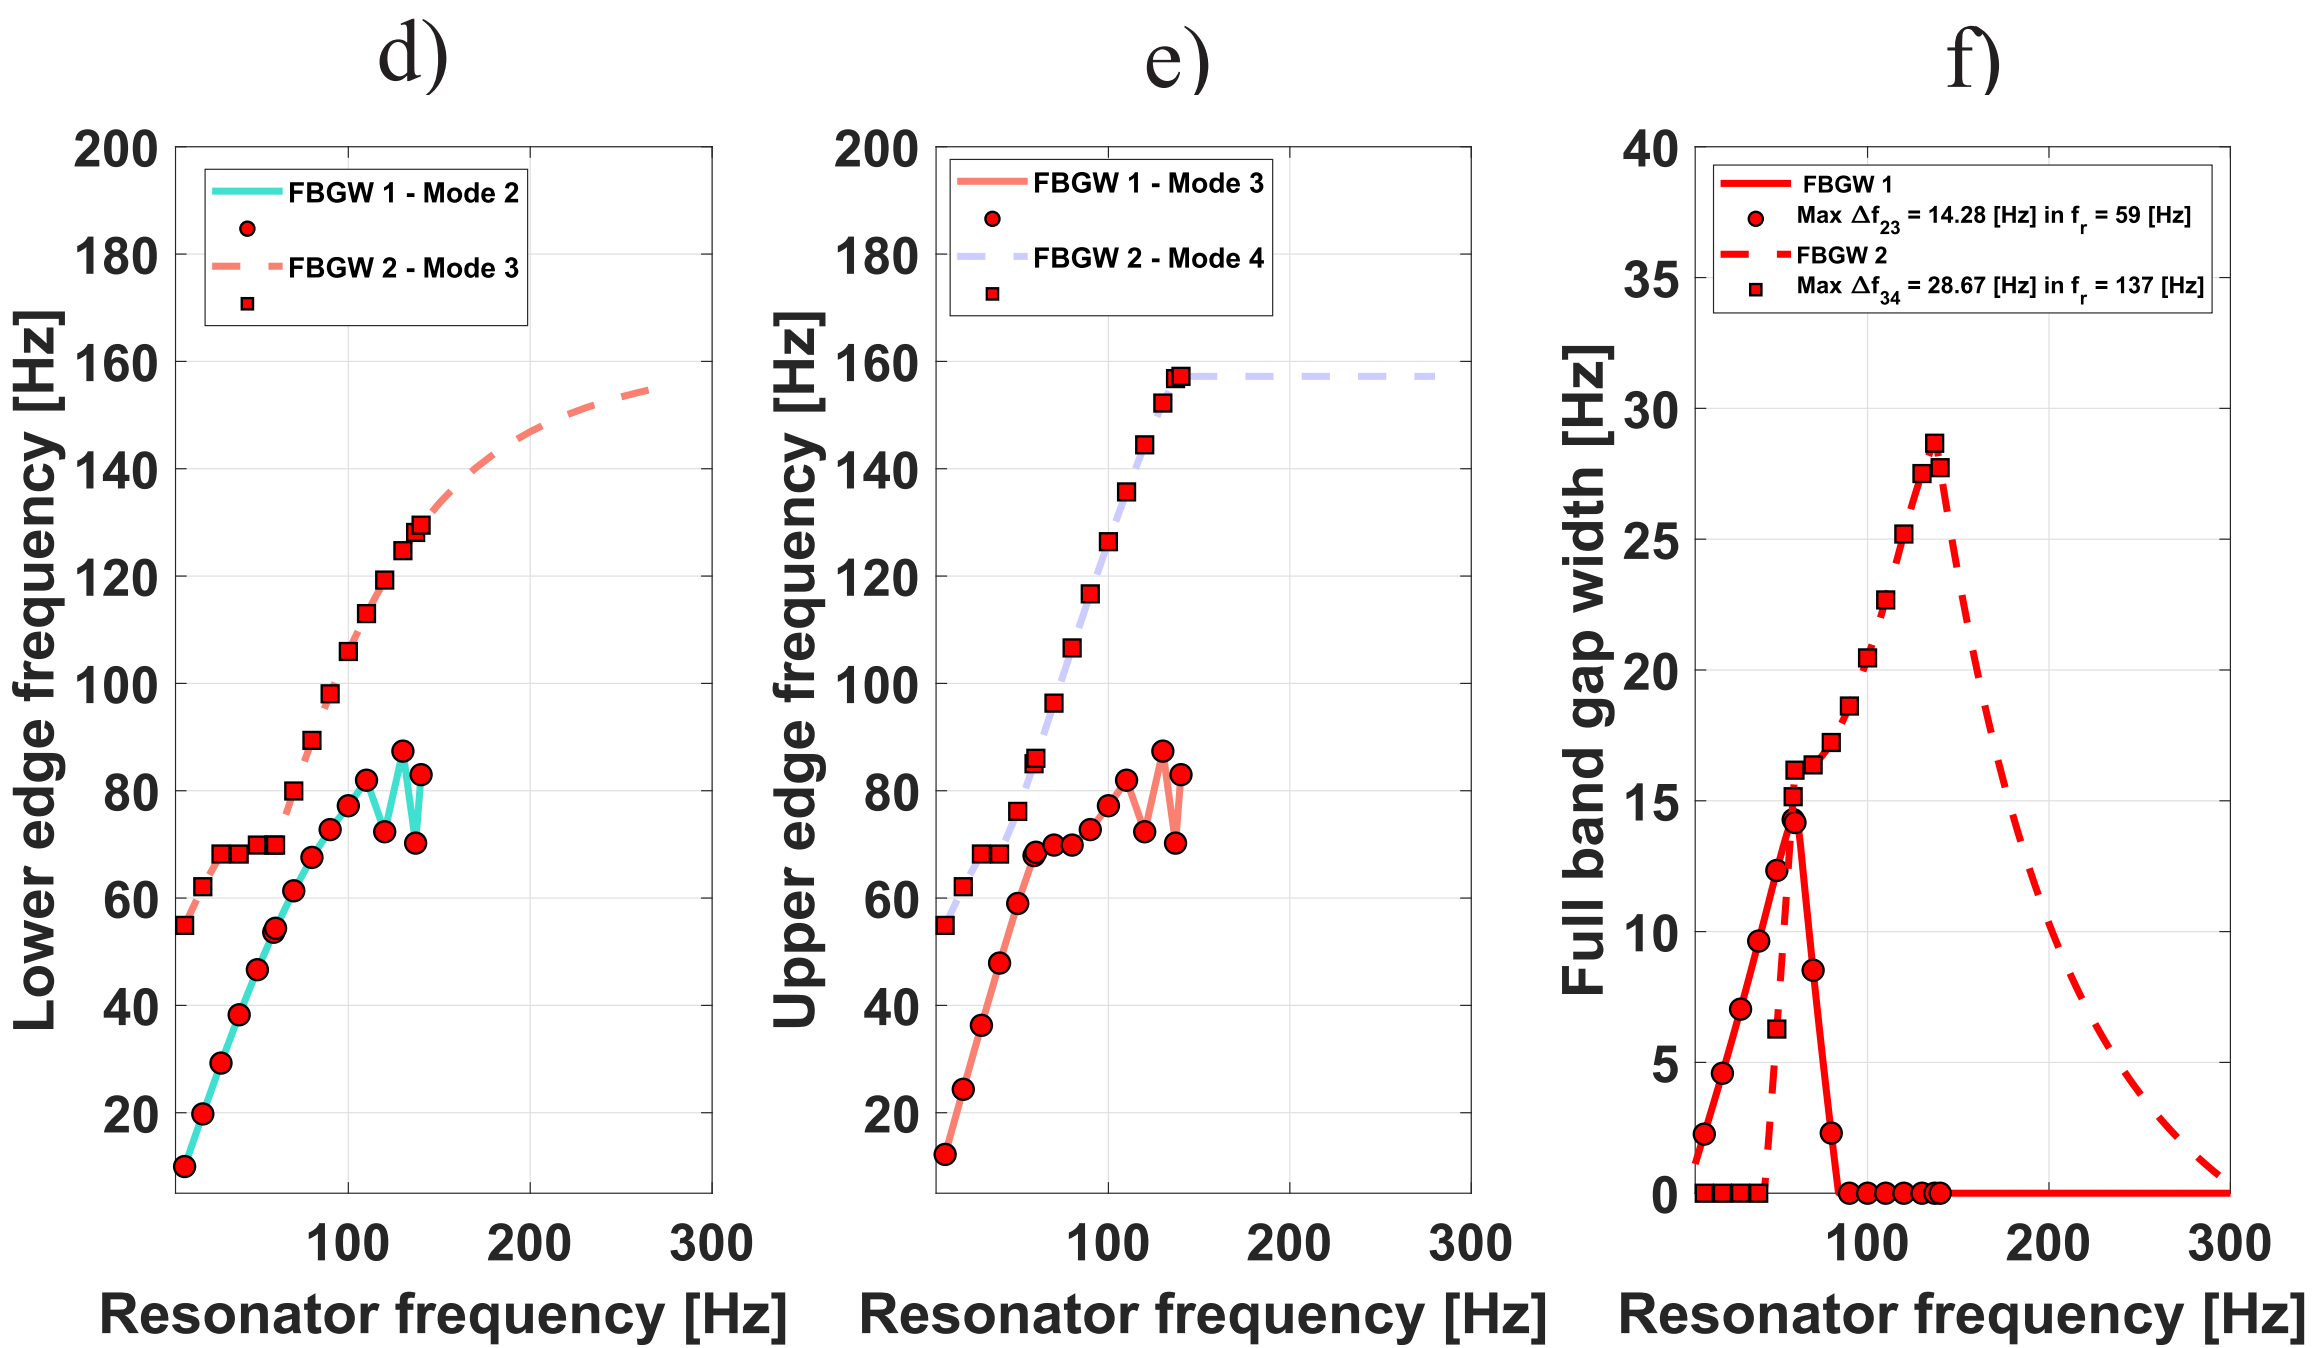 d)
200
180
160
140
120
100
80
60
40
20
100 200 300
Lower edge frequency [Hz]
Resonator frequency [Hz]
FBGW 1 - Mode 2
FBGW 2 - Mode 3
e)
200
180
160
140
120
100
80
60
40
20
100 200 300
Upper edge frequency [Hz]
Resonator frequency [Hz]
FBGW 1 - Mode 3
FBGW 2 - Mode 4
f)
40
35
30
25
20
15
10
5
0
100 200 300
Full band gap width [Hz]
Resonator frequency [Hz]
FBGW 1
Max Δf23 = 14.28 [Hz] in fr = 59 [Hz]
FBGW 2
Max Δf34 = 28.67 [Hz] in fr = 137 [Hz]